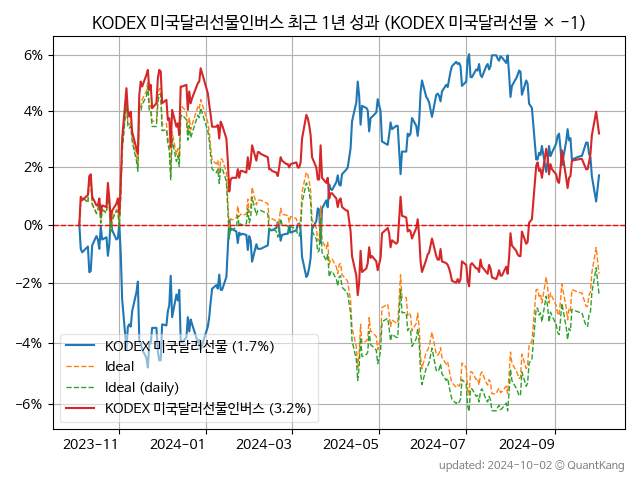 KODEX 미국달러선물인버스 최근 1년 성과 (KODEX 미국달러선물 × -1)
6%
4%
2%
0%
−2%
−4%
−6%
KODEX 미국달러선물 (1.7%)
Ideal
Ideal (daily)
KODEX 미국달러선물인버스 (3.2%)
2023-11 2024-01 2024-03 2024-05 2024-07 2024-09
updated: 2024-10-02 © QuantKang